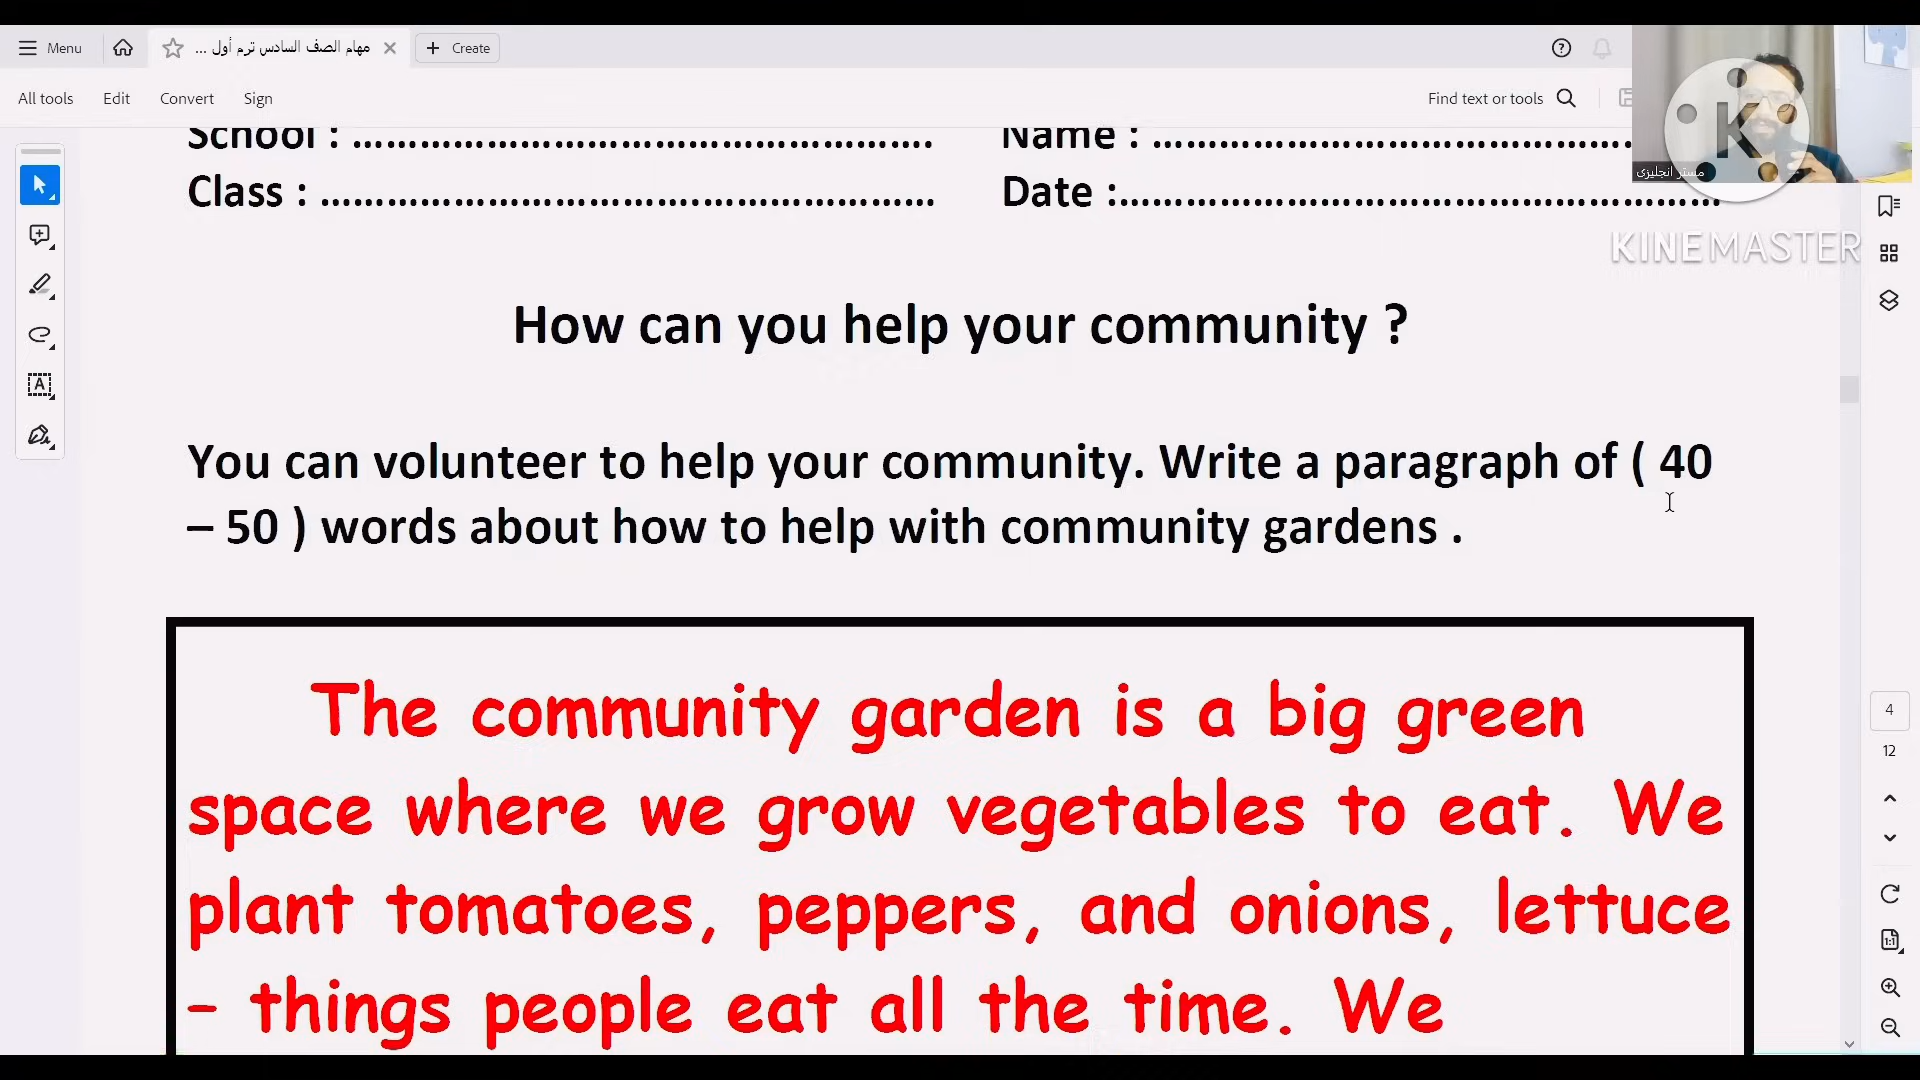 Menu
مهام الصف السادس ترم أول ...
Create
All tools
Edit
Convert
Sign
Find text or tools
مستر انجليزى
K
KINEMASTER
School : ..................................................
Name : ..................................................
Class : ..................................................
Date :..................................................
How can you help your community ?
You can volunteer to help your community. Write a paragraph of ( 40
– 50 ) words about how to help with community gardens .
The community garden is a big green
space where we grow vegetables to eat. We
plant tomatoes, peppers, and onions, lettuce
- things people eat all the time. We
4
12
1:1